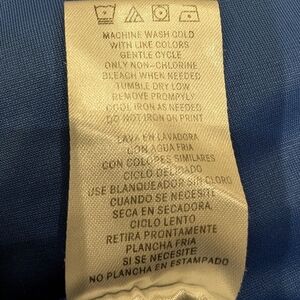 MACHINE WASH COLD
WITH LIKE COLORS
GENTLE CYCLE
ONLY NON-CHLORINE
BLEACH WHEN NEEDED
TUMBLE DRY LOW
REMOVE PROMPLY
COOL IRON AS NEEDED
DO NOT IRON ON PRINT
LAVA EN LAVADORA
CON AGUA FRIA
CON COLORES SIMILARES
CICLO DELICADO
USE BLANQUEADOR SIN CLORO
CUANDO SE NECESITE
SECA EN SECADORA,
CICLO LENTO
RETIRÁ PRONTAMENTE
PLANCHA FRIA
SI SE NECESITE
NO PLANCHA EN ESTAMPADO